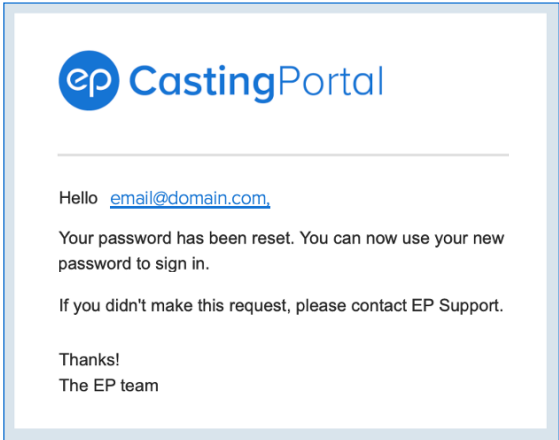 ep CastingPortal
Hello email@domain.com,
Your password has been reset. You can now use your new
password to sign in.
If you didn't make this request, please contact EP Support.
Thanks!
The EP team